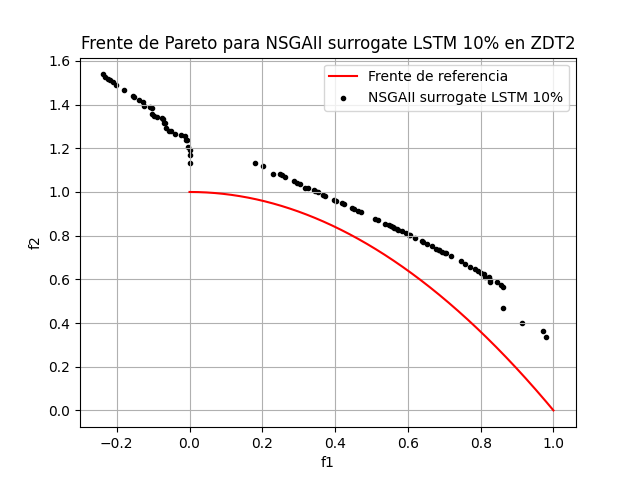 Frente de Pareto para NSGAII surrogate LSTM 10% en ZDT2
Frente de referencia
NSGAII surrogate LSTM 10%
f2
1.6
1.4
1.2
1.0
0.8
0.6
0.4
0.2
0.0
−0.2 0.0 0.2 0.4 0.6 0.8 1.0
f1